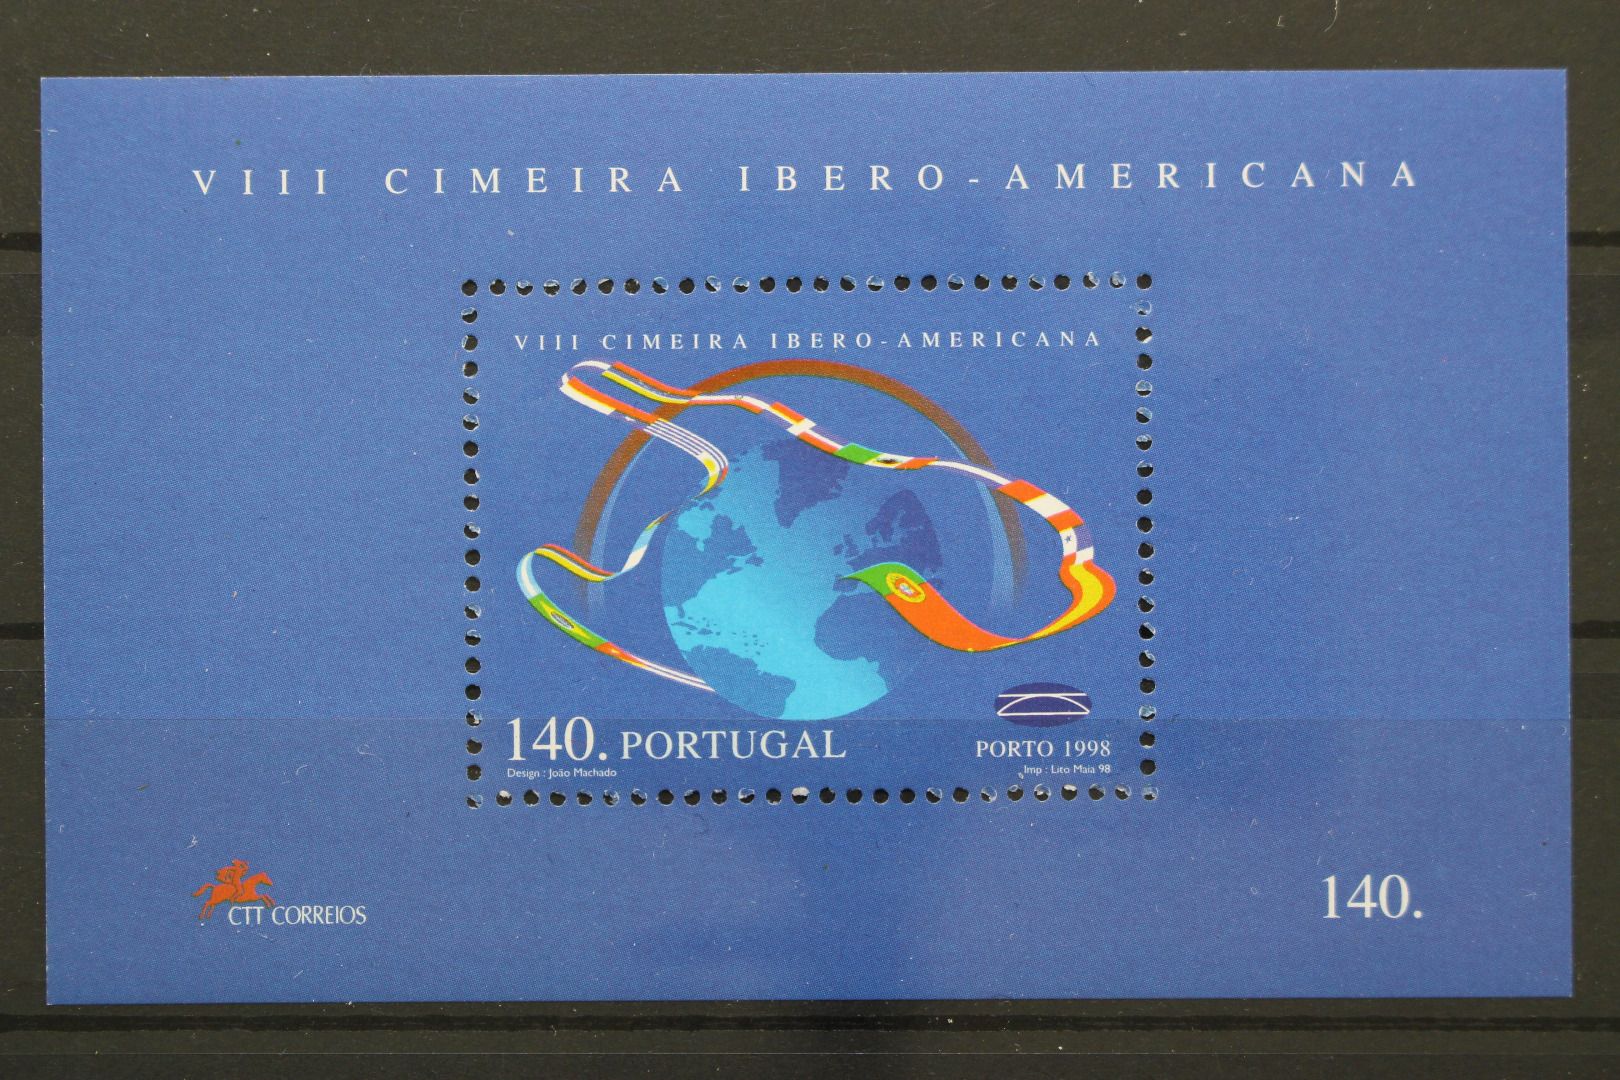 VIII CIMEIRA IBERO-AMERICANA
VIII CIMEIRA IBERO-AMERICANA
140. PORTUGAL
PORTO 1998
Design : João Machado
Imp : Lito Maia 98
CTT CORREIOS
140.